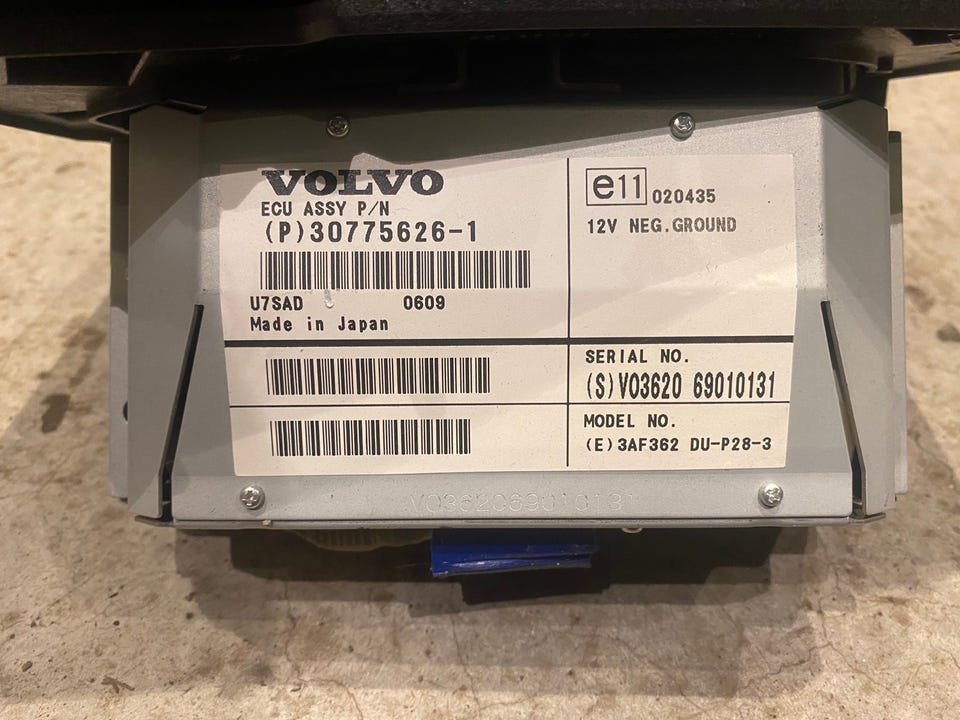 VOLVO
ECU ASSY P/N
(P)30775626-1
U7SAD 0609
Made in Japan
e11 020435
12V NEG.GROUND
SERIAL NO.
(S)VO3620 69010131
MODEL NO.
(E)3AF362 DU-P28-3
VO362069010131